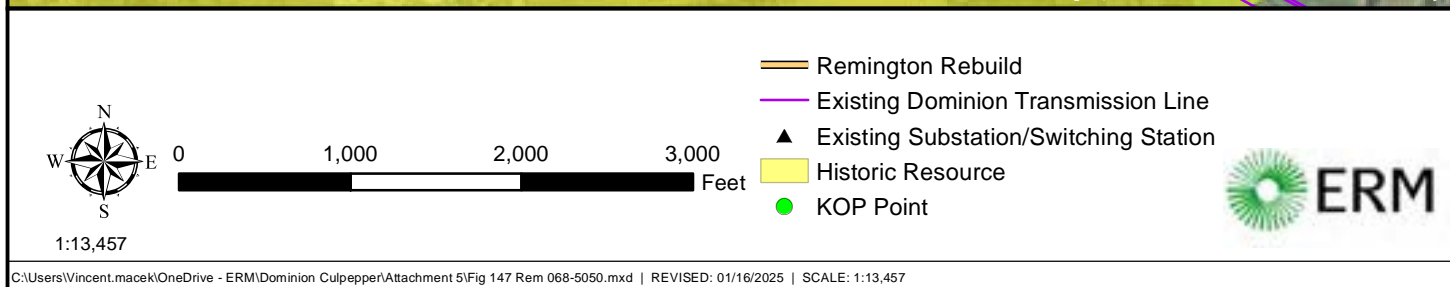 Remington Rebuild
Existing Dominion Transmission Line
Existing Substation/Switching Station
Historic Resource
KOP Point
N
W E
S
0 1,000 2,000 3,000
Feet
1:13,457
ERM
C:\Users\Vincent.macek\OneDrive - ERM\Dominion Culpepper\Attachment 5\Fig 147 Rem 068-5050.mxd | REVISED: 01/16/2025 | SCALE: 1:13,457